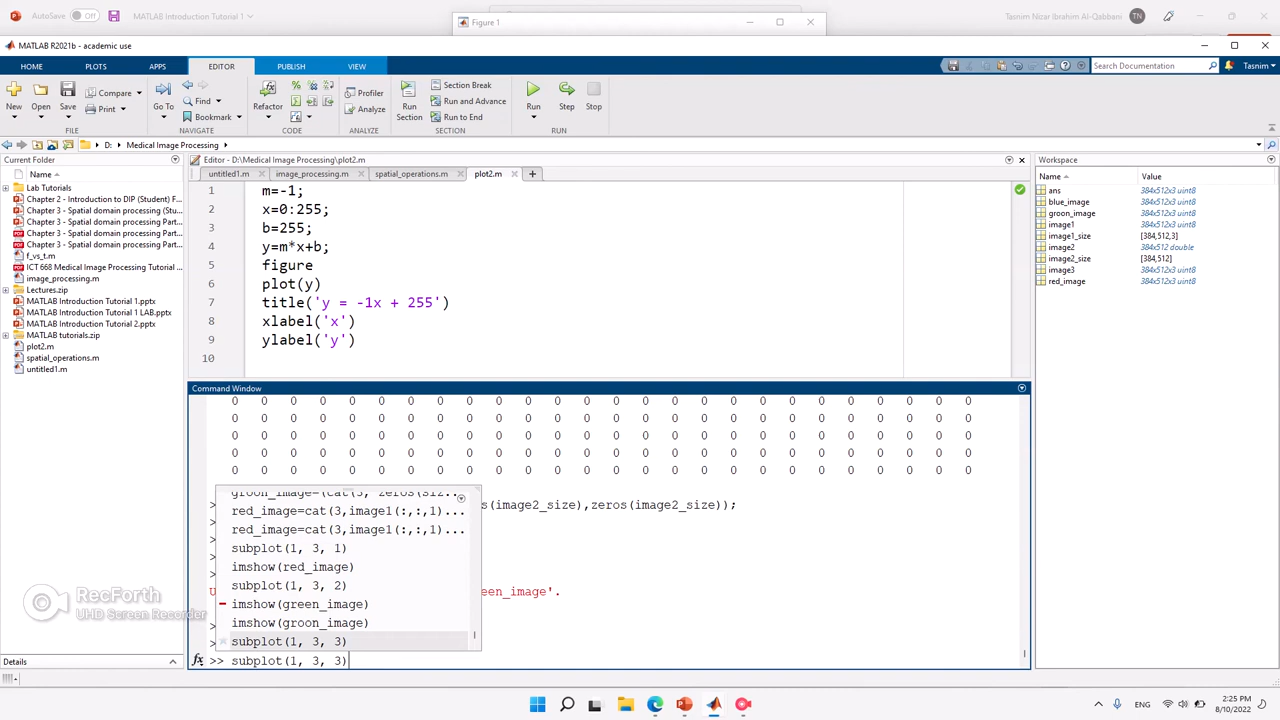 AutoSave Off MATLAB Introduction Tutorial 1 Figure 1 Tasnim Nizar Ibrahim Al-Qabbani TN
MATLAB R2021b - academic use
HOME PLOTS APPS EDITOR PUBLISH VIEW Search Documentation Tasnim
New Open Save Compare Print Go To Find Bookmark Refactor Profiler Analyze Run Section Section Break Run and Advance Run to End Run Step Stop
FILE NAVIGATE CODE ANALYZE SECTION RUN
D: Medical Image Processing
Current Folder
Name
Lab Tutorials
Chapter 2 - Introduction to DIP (Student) F...
Chapter 3 - Spatial domain processing (Stu...
Chapter 3 - Spatial domain processing Part...
Chapter 3 - Spatial domain processing Part...
Chapter 3 - Spatial domain processing Part...
f_vs_t.m
ICT 668 Medical Image Processing Tutorial ...
image_processing.m
Lectures.zip
MATLAB Introduction Tutorial 1.pptx
MATLAB Introduction Tutorial 1 LAB.pptx
MATLAB Introduction Tutorial 2.pptx
MATLAB tutorials.zip
plot2.m
spatial_operations.m
untitled1.m
Details
Editor - D:\Medical Image Processing\plot2.m
untitled1.m image_processing.m spatial_operations.m plot2.m
1 m=-1;
2 x=0:255;
3 b=255;
4 y=m*x+b;
5 figure
6 plot(y)
7 title('y = -1x + 255')
8 xlabel('x')
9 ylabel('y')
10
Command Window
0 0 0 0 0 0 0 0 0 0 0 0 0 0 0 0 0 0 0 0 0 0 0 0 0 0
0 0 0 0 0 0 0 0 0 0 0 0 0 0 0 0 0 0 0 0 0 0 0 0 0 0
0 0 0 0 0 0 0 0 0 0 0 0 0 0 0 0 0 0 0 0 0 0 0 0 0 0
0 0 0 0 0 0 0 0 0 0 0 0 0 0 0 0 0 0 0 0 0 0 0 0 0 0
0 0 0 0 0 0 0 0 0 0 0 0 0 0 0 0 0 0 0 0 0 0 0 0 0 0
s(image2_size),zeros(image2_size));
een_image'.
groon_image=(cat(3, zeros(siz...
red_image=cat(3,image1(:,:,1)...
red_image=cat(3,image1(:,:,1)...
subplot(1, 3, 1)
imshow(red_image)
subplot(1, 3, 2)
imshow(green_image)
imshow(groon_image)
subplot(1, 3, 3)
fx >> subplot(1, 3, 3)
Workspace
Name Value
ans 384x512x3 uint8
blue_image 384x512x3 uint8
groon_image 384x512x3 uint8
image1 384x512x3 uint8
image1_size [384,512,3]
image2 384x512 double
image2_size [384,512]
image3 384x512x3 uint8
red_image 384x512x3 uint8
RecForth
UHD Screen Recorder
ENG 2:25 PM
8/10/2022